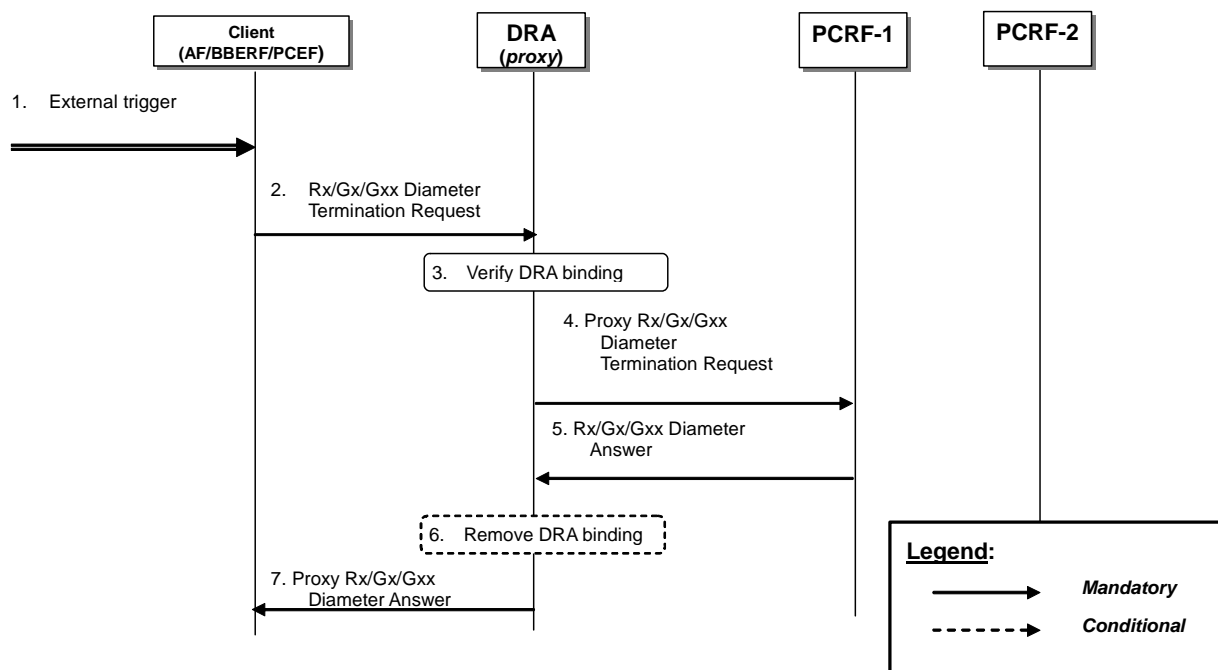 Client
(AF/BBERF/PCEF)
DRA
(proxy)
PCRF-1
PCRF-2
1. External trigger
2. Rx/Gx/Gxx Diameter
Termination Request
3. Verify DRA binding
4. Proxy Rx/Gx/Gxx
Diameter
Termination Request
5. Rx/Gx/Gxx Diameter
Answer
6. Remove DRA binding
7. Proxy Rx/Gx/Gxx
Diameter Answer
Legend:
Mandatory
Conditional